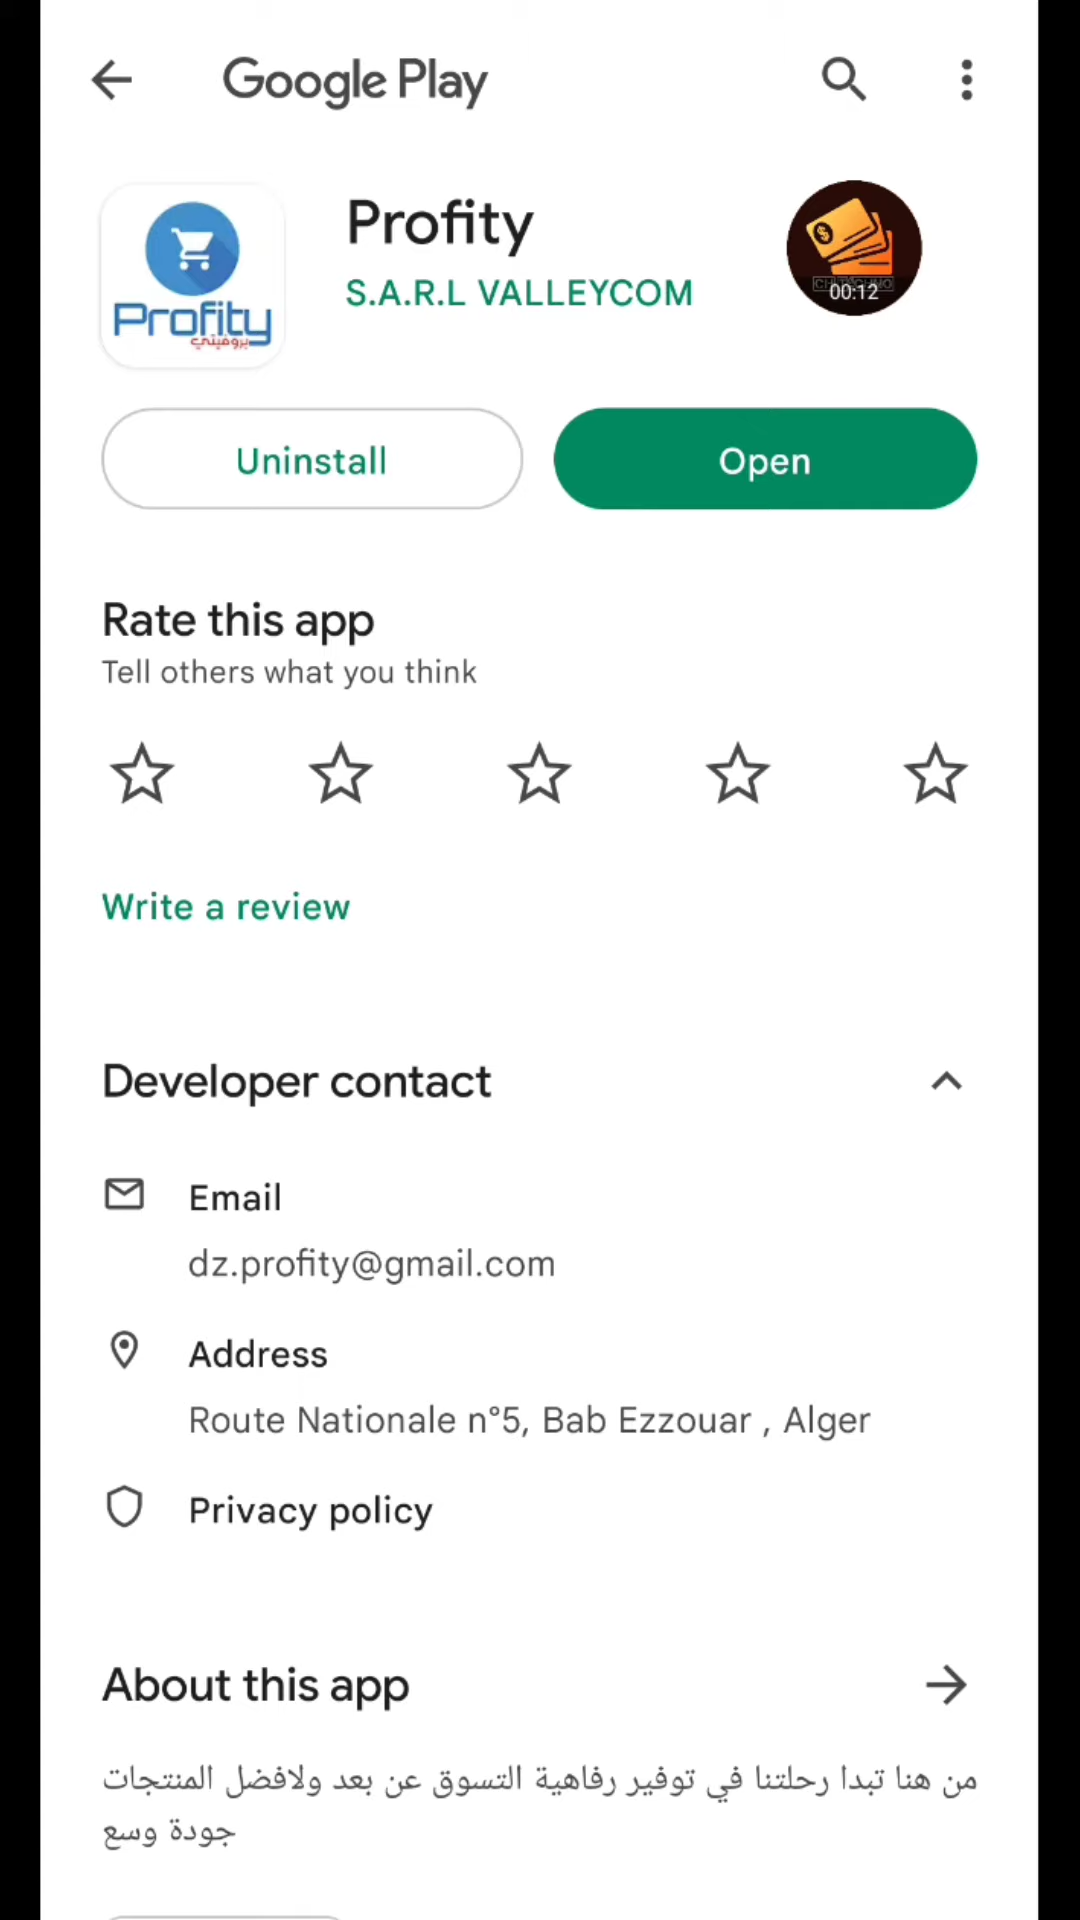 Google Play
Profity
S.A.R.L VALLEYCOM
00:12
Profity
بروفيتي
Uninstall
Open
Rate this app
Tell others what you think
Write a review
Developer contact
Email
dz.profity@gmail.com
Address
Route Nationale n°5, Bab Ezzouar , Alger
Privacy policy
About this app
من هنا تبدا رحلتنا في توفير رفاهية التسوق عن بعد ولافضل المنتجات
جودة وسع